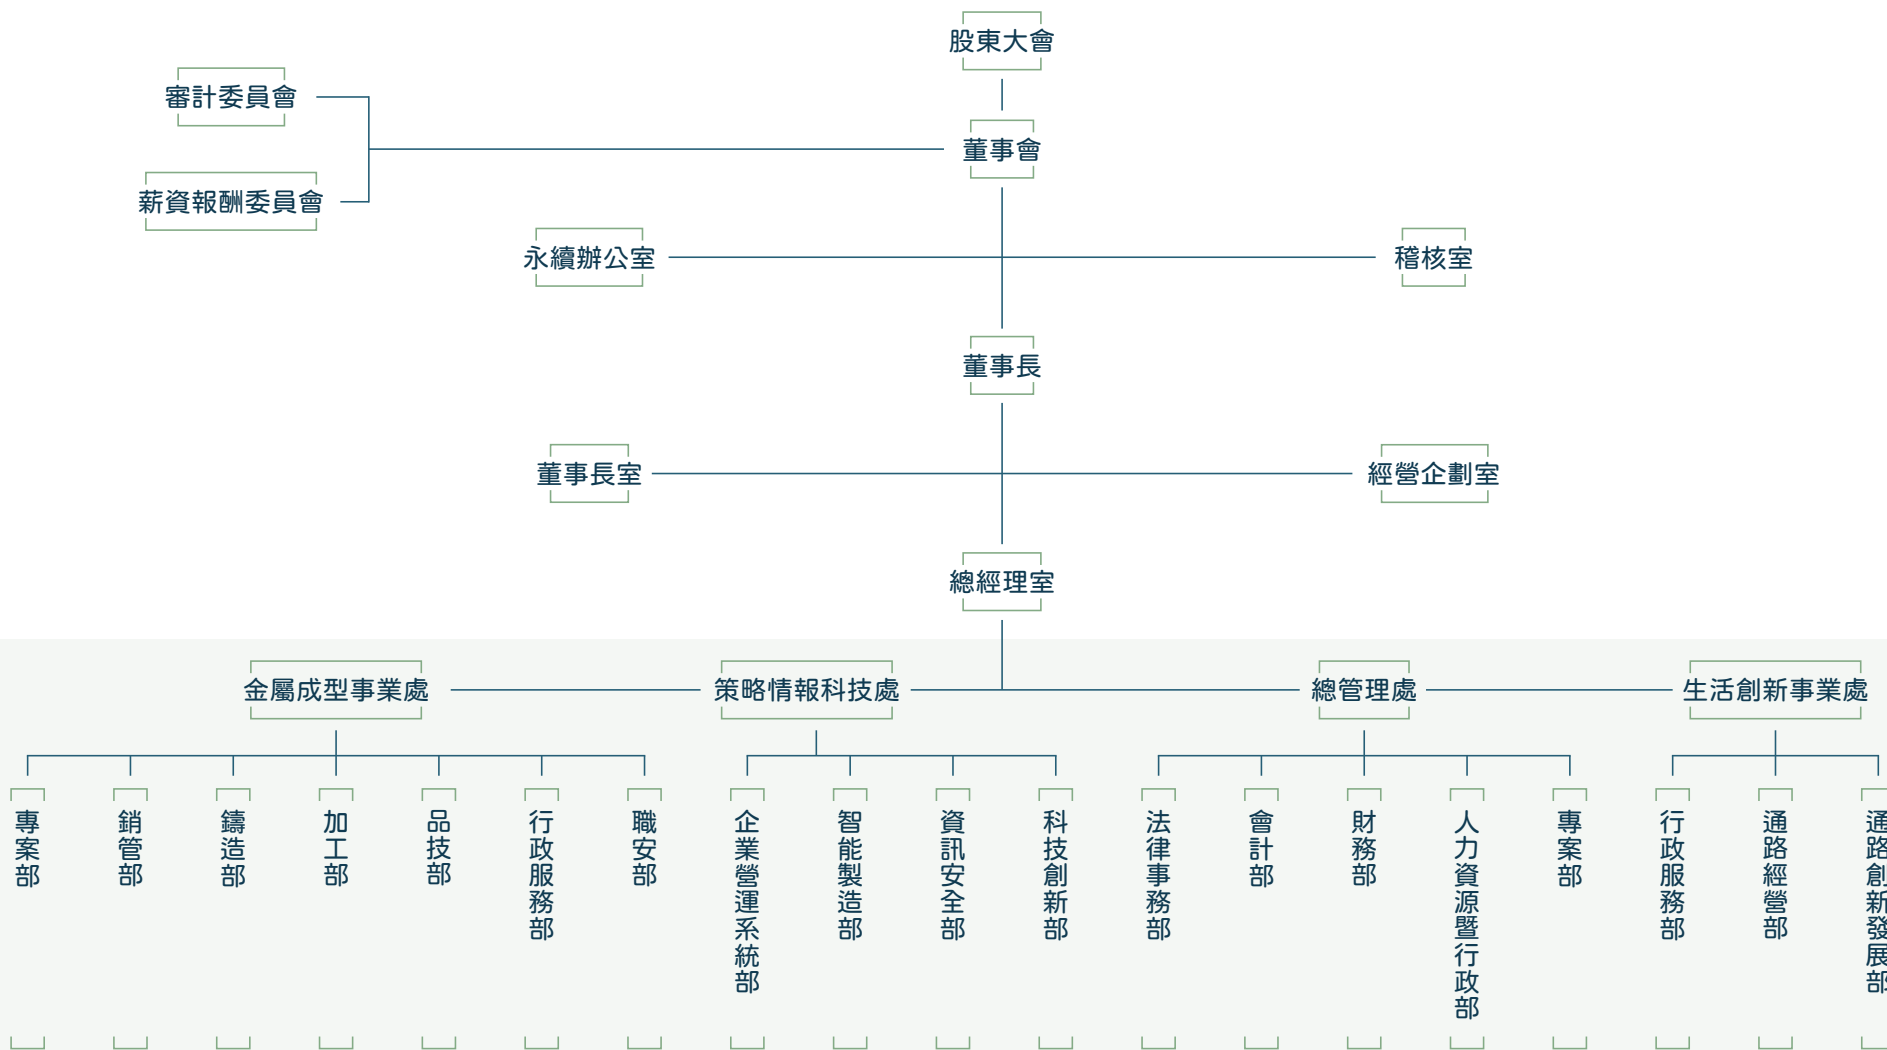 股東大會
審計委員會
董事會
薪資報酬委員會
永續辦公室
稽核室
董事長
董事長室
經營企劃室
總經理室
金屬成型事業處
策略情報科技處
總管理處
生活創新事業處
專案部
銷管部
鑄造部
加工部
品技部
行政服務部
職安部
企業營運系統部
智能製造部
資訊安全部
科技創新部
法律事務部
會計部
財務部
人力資源暨行政部
專案部
行政服務部
通路經營部
通路創新發展部